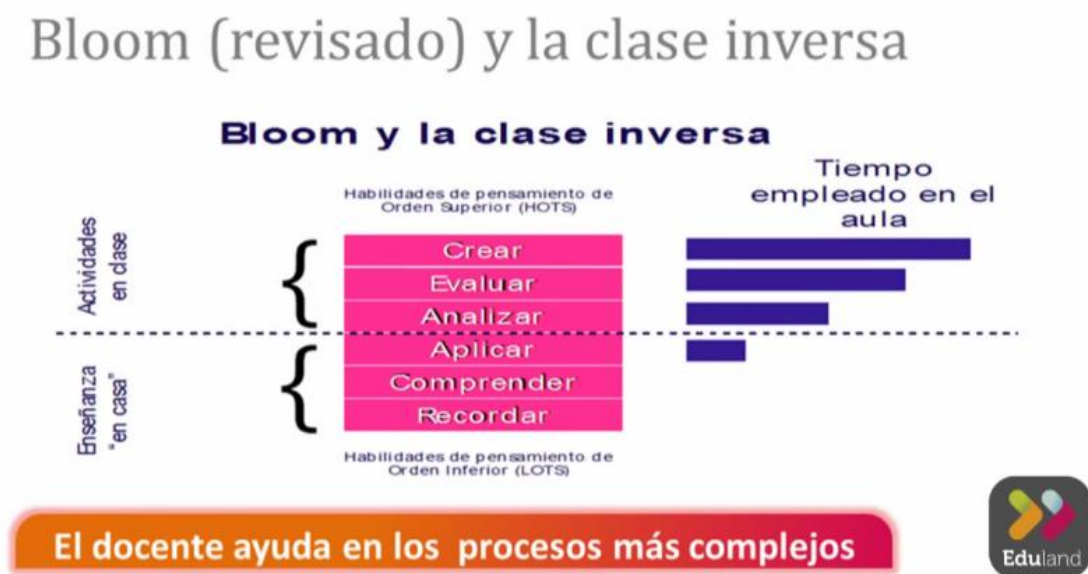 Bloom (revisado) y la clase inversa
Bloom y la clase inversa
Tiempo
empleado en el
aula
Habilidades de pensamiento de
Orden Superior (HOTS)
Actividades
en clase
Crear
Evaluar
Analizar
Aplicar
Comprender
Recordar
Enseñanza
"en casa"
Habilidades de pensamiento de
Orden Inferior (LOTS)
El docente ayuda en los procesos más complejos
Eduland